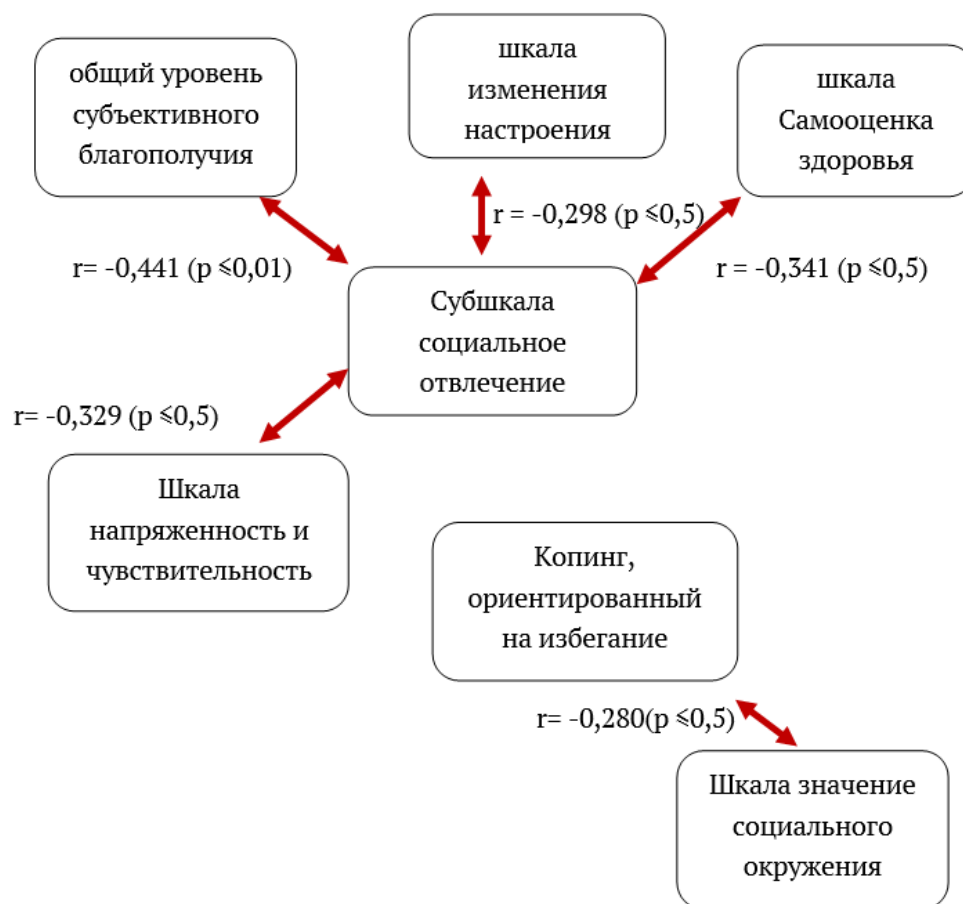 общий уровень
субъективного
благополучия
шкала
изменения
настроения
шкала
Самооценка
здоровья
r = -0,298 (p ≤0,5)
r= -0,441 (p ≤0,01)
r = -0,341 (p ≤0,5)
Субшкала
социальное
отвлечение
r= -0,329 (p ≤0,5)
Шкала
напряженность и
чувствительность
Копинг,
ориентированный
на избегание
r= -0,280(p ≤0,5)
Шкала значение
социального
окружения